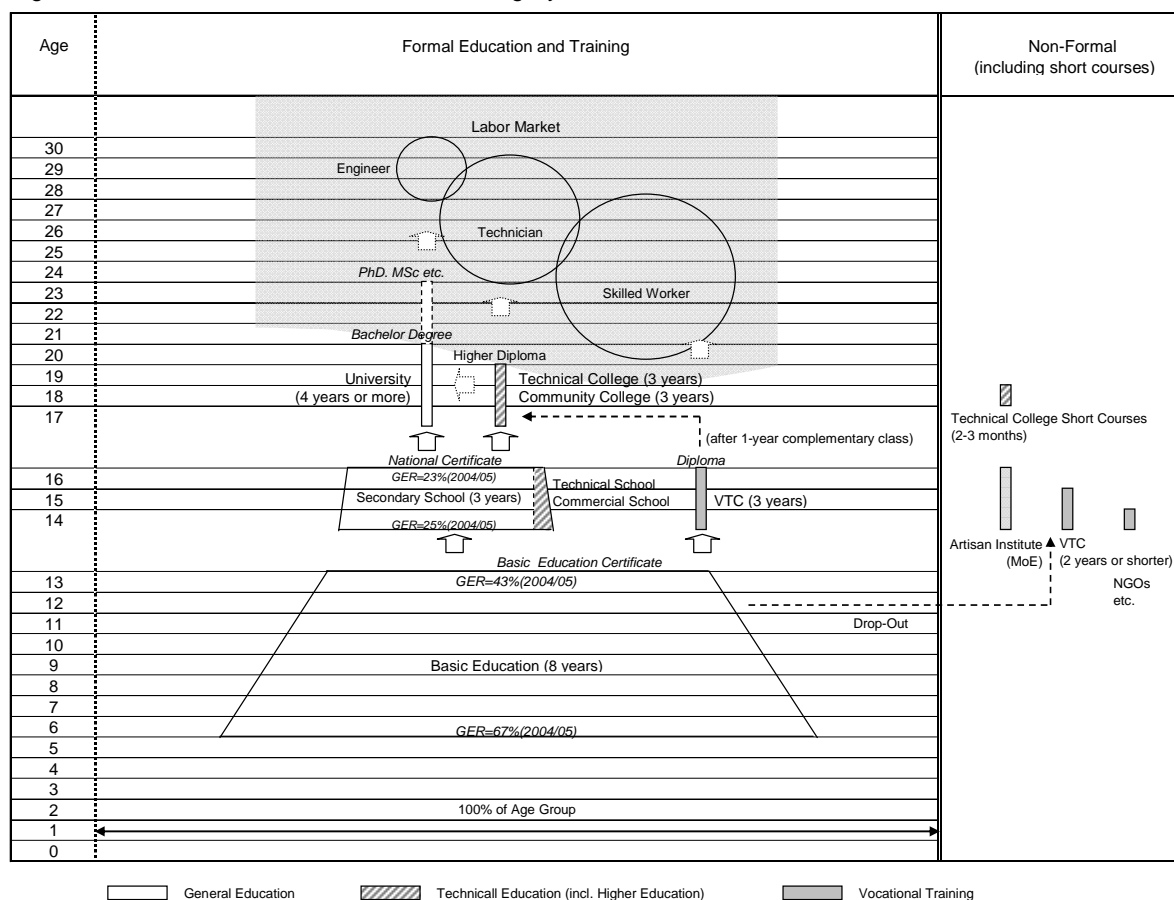 Age
Formal Education and Training
Non-Formal
(including short courses)
Labor Market
30
29
Engineer
28
27
26
Technician
25
24
PhD. MSc etc.
23
Skilled Worker
22
21
Bachelor Degree
20
Higher Diploma
19
University
Technical College (3 years)
18
(4 years or more)
Community College (3 years)
17
Technical College Short Courses
(2-3 months)
(after 1-year complementary class)
National Certificate
Diploma
16
GER=23%(2004/05)
Technical School
15
Secondary School (3 years)
Commercial School
VTC (3 years)
14
GER=25%(2004/05)
Artisan Institute
(MoE)
VTC
(2 years or shorter)
NGOs
etc.
Basic Education Certificate
13
GER=43%(2004/05)
12
11
Drop-Out
10
9
Basic Education (8 years)
8
7
6
GER=67%(2004/05)
5
4
3
2
100% of Age Group
1
0
General Education
Technicall Education (incl. Higher Education)
Vocational Training